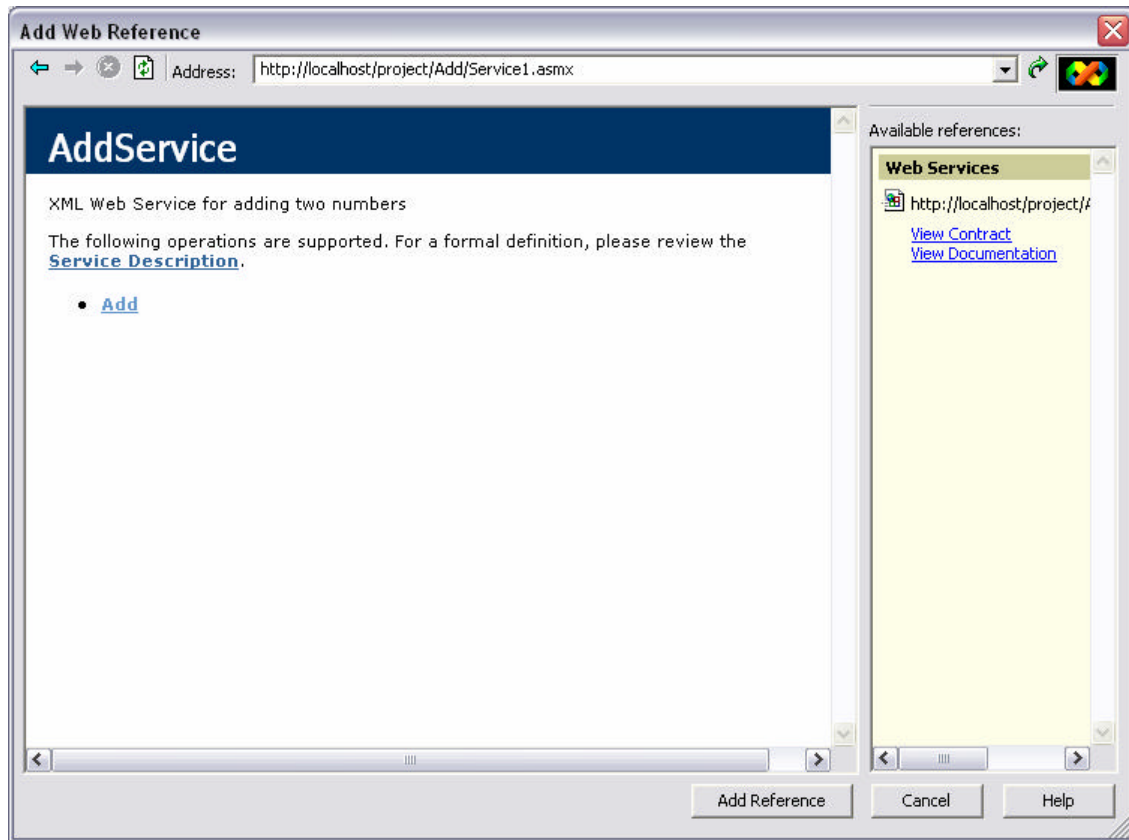 Add Web Reference
Address: http://localhost/project/Add/Service1.asmx
AddService
XML Web Service for adding two numbers
The following operations are supported. For a formal definition, please review the
Service Description.
• Add
Available references:
Web Services
http://localhost/project/A
View Contract
View Documentation
Add Reference
Cancel
Help